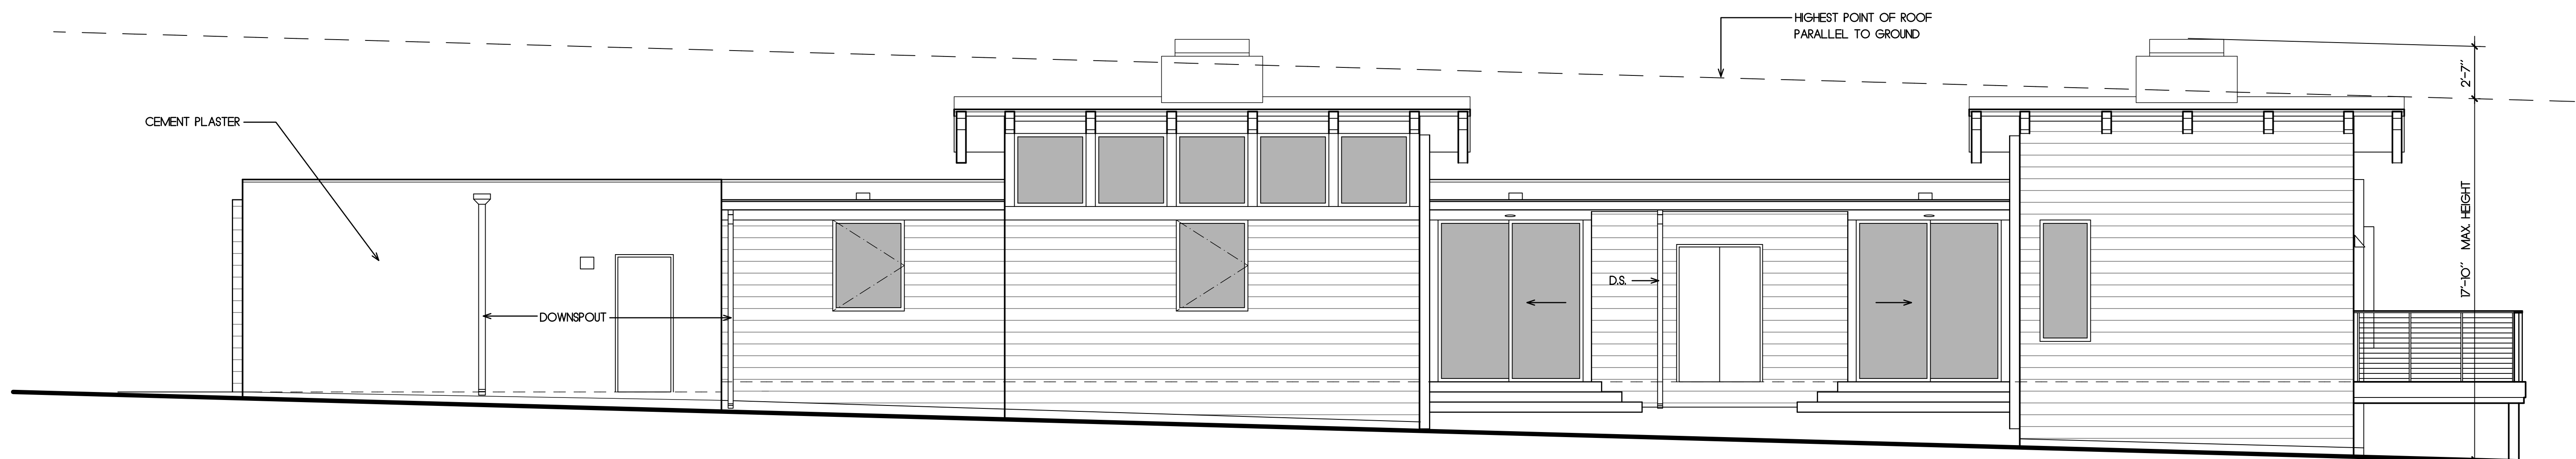 HIGHEST POINT OF ROOF
PARALLEL TO GROUND
2'-7"
CEMENT PLASTER
17'-10" MAX. HEIGHT
D.S.
DOWNSPOUT